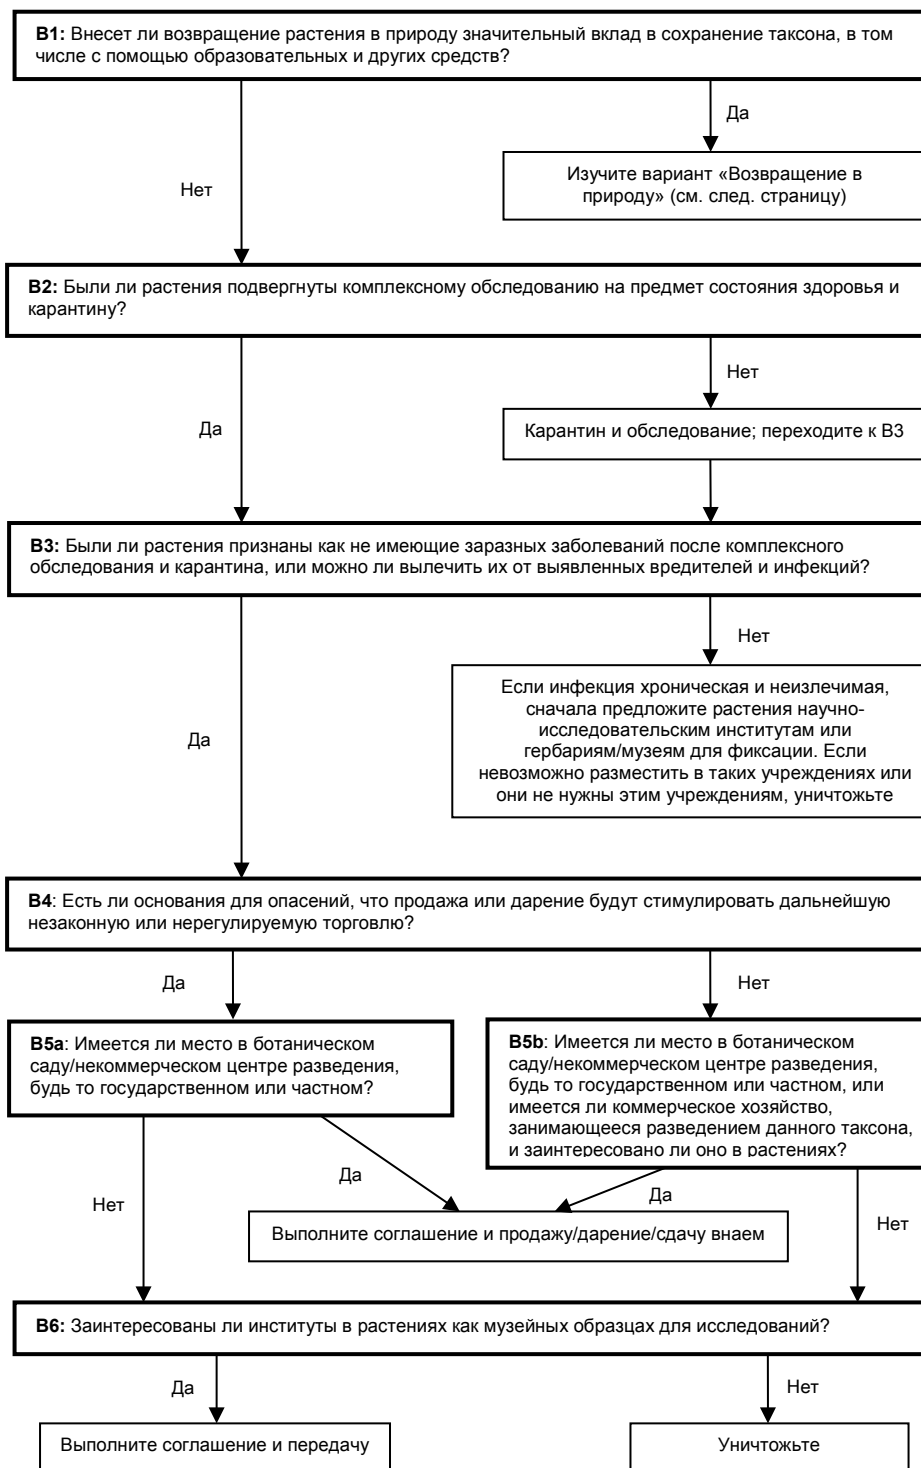 В1: Внесет ли возвращение растения в природу значительный вклад в сохранение таксона, в том
числе с помощью образовательных и других средств?
Да
Изучите вариант «Возвращение в
природу» (см. след. страницу)
Нет
В2: Были ли растения подвергнуты комплексному обследованию на предмет состояния здоровья и
карантину?
Нет
Да
Карантин и обследование; переходите к В3
В3: Были ли растения признаны как не имеющие заразных заболеваний после комплексного
обследования и карантина, или можно ли вылечить их от выявленных вредителей и инфекций?
Нет
Если инфекция хроническая и неизлечимая,
сначала предложите растения научно-
исследовательским институтам или
гербариям/музеям для фиксации. Если
невозможно разместить в таких учреждениях или
они не нужны этим учреждениям, уничтожьте
Да
В4: Есть ли основания для опасений, что продажа или дарение будут стимулировать дальнейшую
незаконную или нерегулируемую торговлю?
Да
Нет
В5а: Имеется ли место в ботаническом
саду/некоммерческом центре разведения,
будь то государственном или частном?
В5b: Имеется ли место в ботаническом
саду/некоммерческом центре разведения,
будь то государственном или частном, или
имеется ли коммерческое хозяйство,
занимающееся разведением данного таксона,
и заинтересовано ли оно в растениях?
Да
Да
Нет
Нет
Выполните соглашение и продажу/дарение/сдачу внаем
В6: Заинтересованы ли институты в растениях как музейных образцах для исследований?
Да
Нет
Выполните соглашение и передачу
Уничтожьте